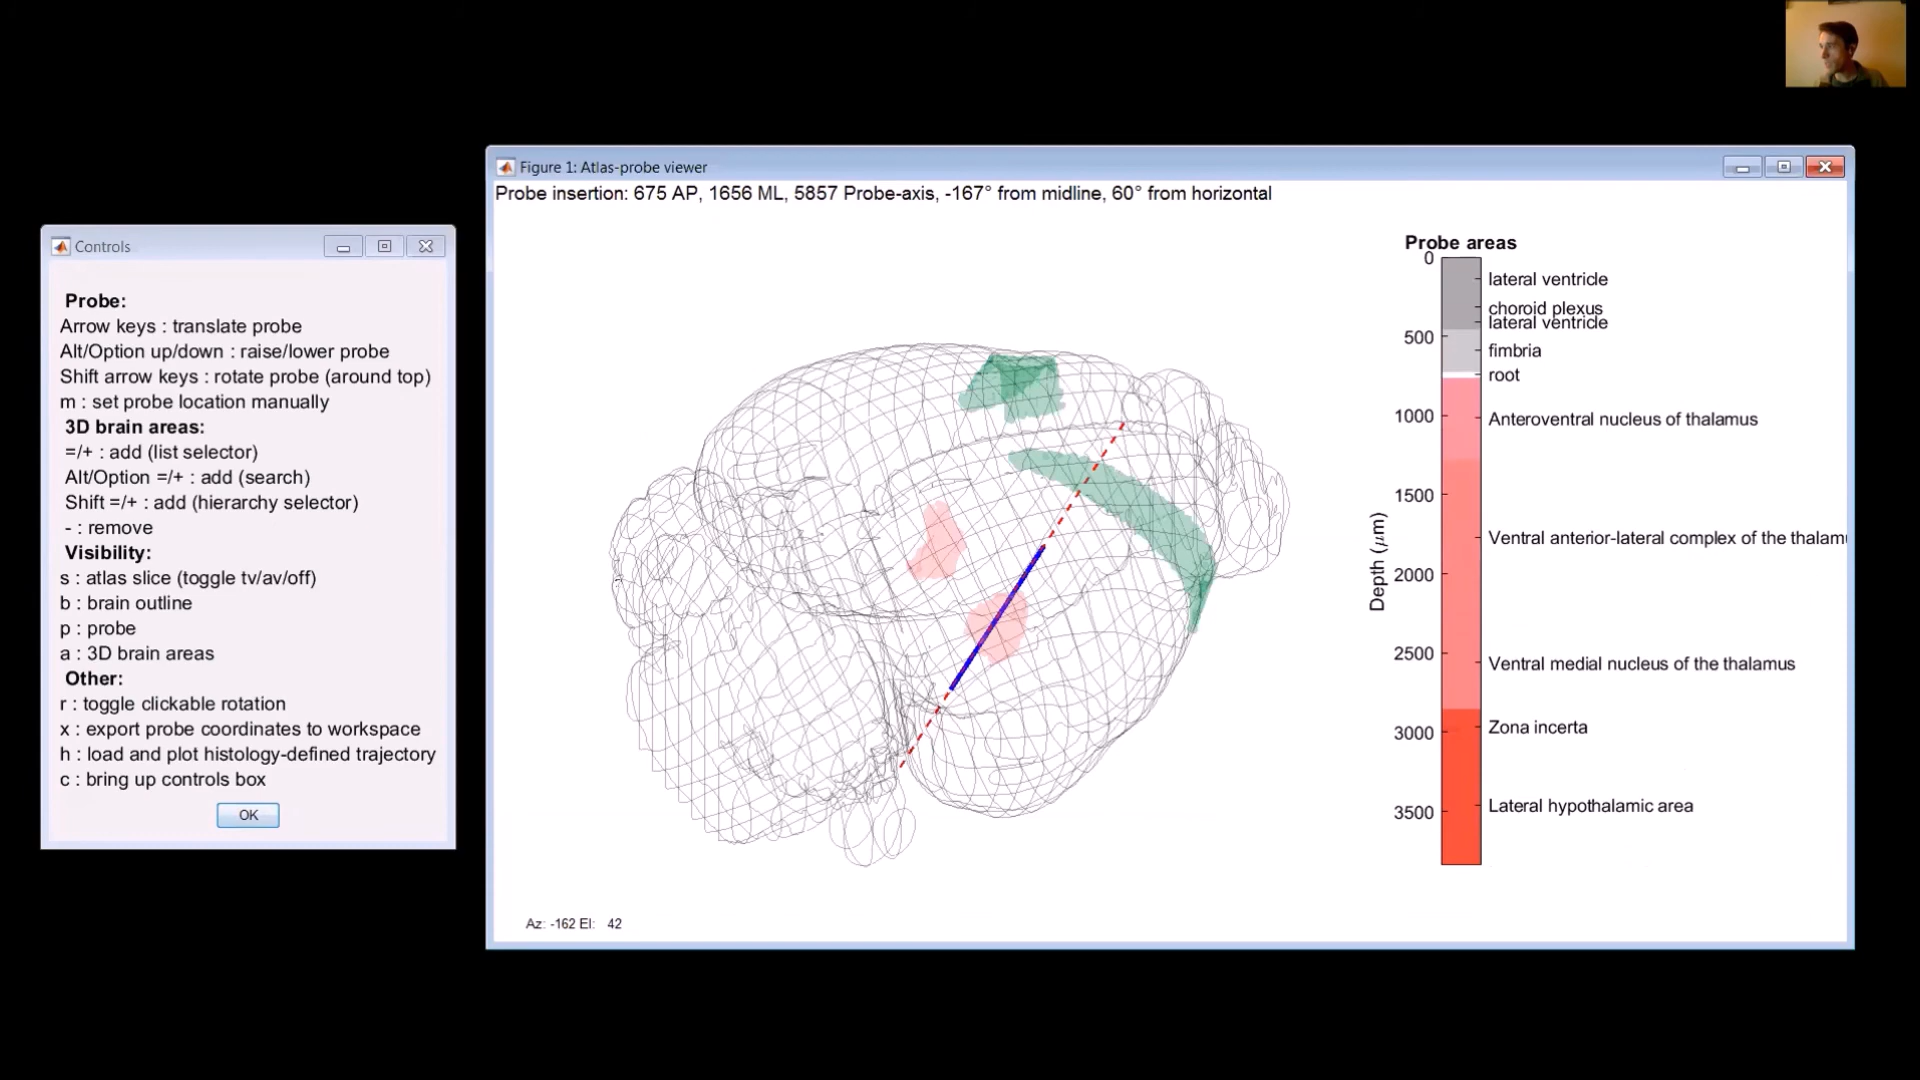 Figure 1: Atlas-probe viewer
Probe insertion: 675 AP, 1656 ML, 5857 Probe-axis, -167° from midline, 60° from horizontal
Controls
Probe:
Arrow keys : translate probe
Alt/Option up/down : raise/lower probe
Shift arrow keys : rotate probe (around top)
m : set probe location manually
3D brain areas:
=/+ : add (list selector)
Alt/Option =/+ : add (search)
Shift =/+ : add (hierarchy selector)
- : remove
Visibility:
s : atlas slice (toggle tv/av/off)
b : brain outline
p : probe
a : 3D brain areas
Other:
r : toggle clickable rotation
x : export probe coordinates to workspace
h : load and plot histology-defined trajectory
c : bring up controls box
OK
Probe areas
0
500
1000
1500
2000
2500
3000
3500
Depth (μm)
lateral ventricle
choroid plexus
lateral ventricle
fimbria
root
Anteroventral nucleus of thalamus
Ventral anterior-lateral complex of the thalam
Ventral medial nucleus of the thalamus
Zona incerta
Lateral hypothalamic area
Az: -162 El: 42